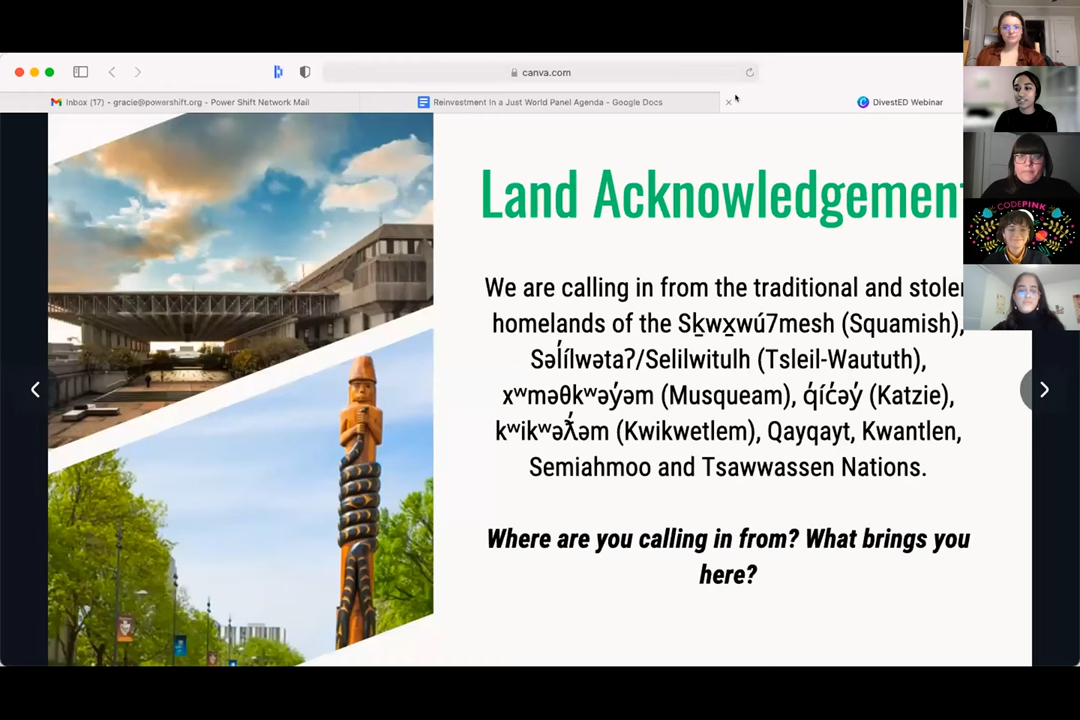 canva.com
Inbox (17) - gracie@powershift.org - Power Shift Network Mail
Reinvestment In a Just World Panel Agenda - Google Docs
DivestED Webinar
CODEPINK
Land Acknowledgemen
We are calling in from the traditional and stolen
homelands of the Sḵwx̱wú7mesh (Squamish),
Səl̓ílwətaʔ/Selilwitulh (Tsleil-Waututh),
xʷməθkʷəy̓əm (Musqueam), q̓íc̓əy̓ (Katzie),
kʷikʷəƛ̓əm (Kwikwetlem), Qayqayt, Kwantlen,
Semiahmoo and Tsawwassen Nations.
Where are you calling in from? What brings you
here?